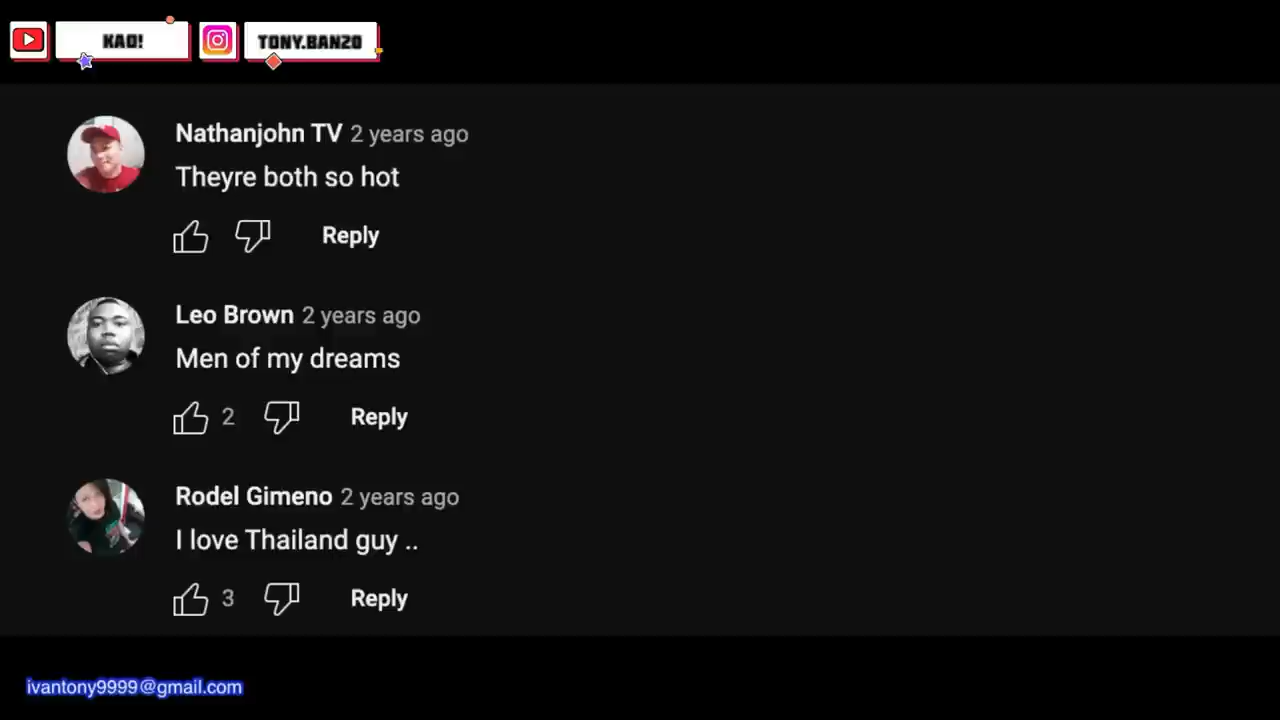 KAO!
TONY.BAN20
Nathanjohn TV 2 years ago
Theyre both so hot
Reply
Leo Brown 2 years ago
Men of my dreams
2 Reply
Rodel Gimeno 2 years ago
I love Thailand guy ..
3 Reply
ivantony9999@gmail.com